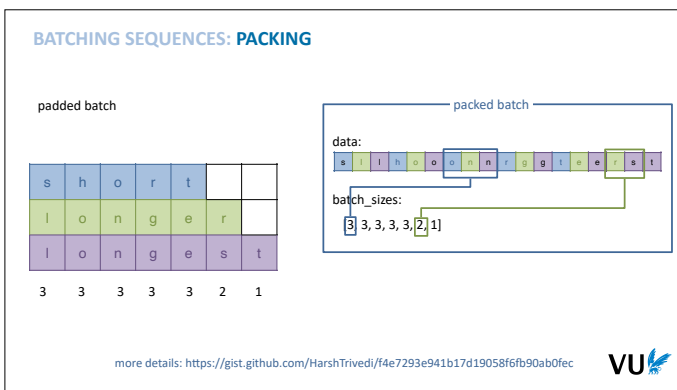 BATCHING SEQUENCES: PACKING
padded batch
s h o r t
l o n g e r
l o n g e s t
3 3 3 3 3 2 1
packed batch
data:
s l l h o o o n n r g g t e e r s t
batch_sizes:
[3, 3, 3, 3, 3, 2, 1]
more details: https://gist.github.com/HarshTrivedi/f4e7293e941b17d19058f6fb90ab0fec
VU